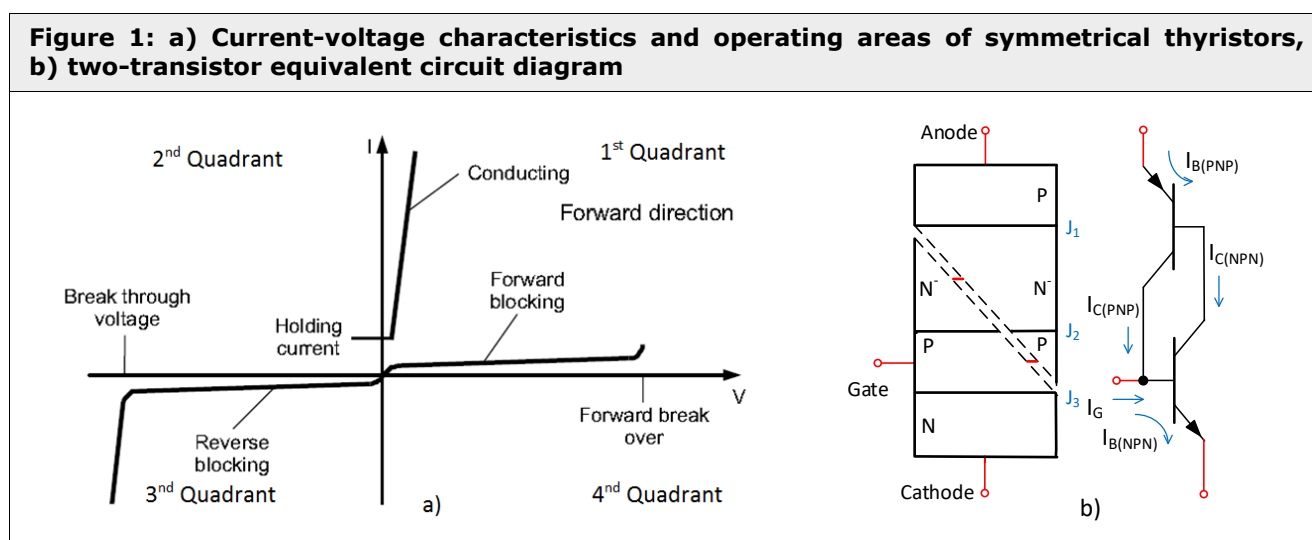 Figure 1: a) Current-voltage characteristics and operating areas of symmetrical thyristors,
b) two-transistor equivalent circuit diagram
2nd Quadrant
I
1st Quadrant
Conducting
Forward direction
Forward
blocking
Break through
voltage
Holding
current
V
Forward break
over
Reverse
blocking
3rd Quadrant
4nd Quadrant
a)
Anode
P
J1
N-
N-
J2
P
P
Gate
J3
N
Cathode
IB(PNP)
IC(NPN)
IC(PNP)
IG
IB(NPN)
b)